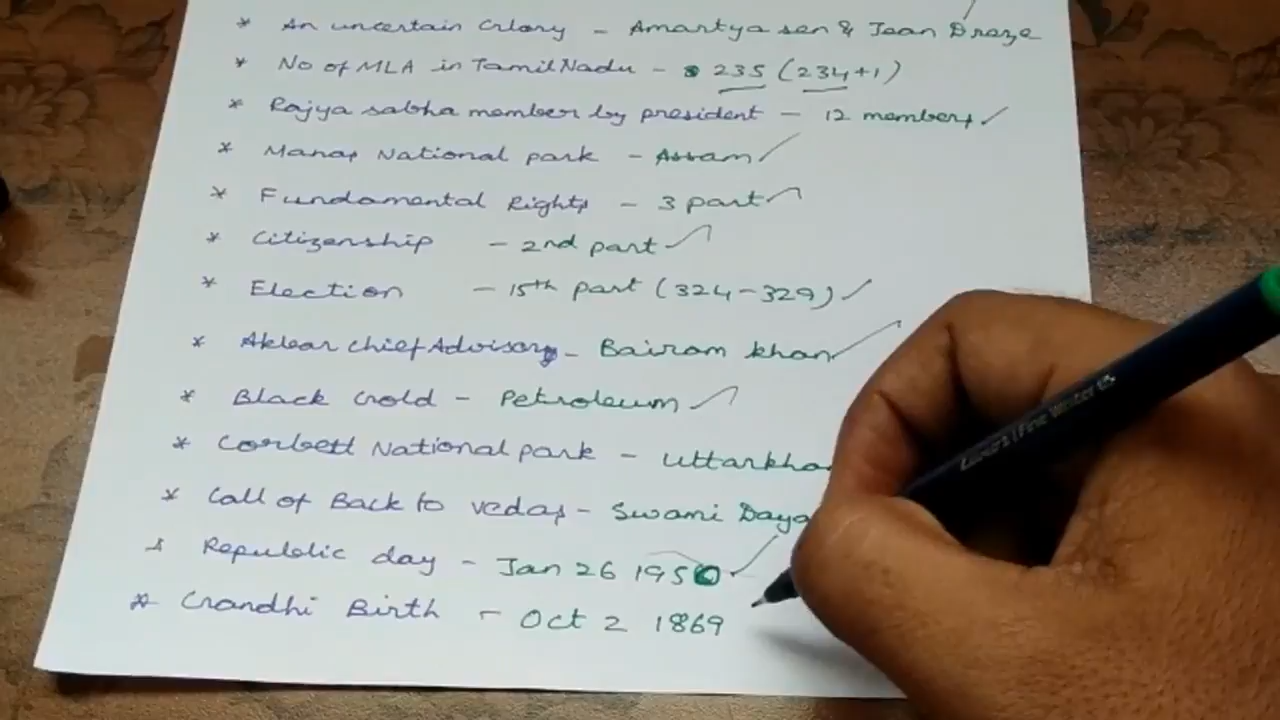 * An uncertain Glory - Amartya sen & Jean Dreze
* No of MLA in Tamil Nadu - 235 (234+1)
* Rajya sabha member by president - 12 members
* Manas National park - Assam
* Fundamental Rights - 3 part
* Citizenship - 2nd part
* Election - 15th part (324-329)
* Akbar chief Advisory - Bairam khan
* Black Gold - Petroleum
* Corbett National park - Uttarkha
* Call of Back to vedas - Swami Daya
* Republic day - Jan 26 1950
* Gandhi Birth - Oct 2 1869